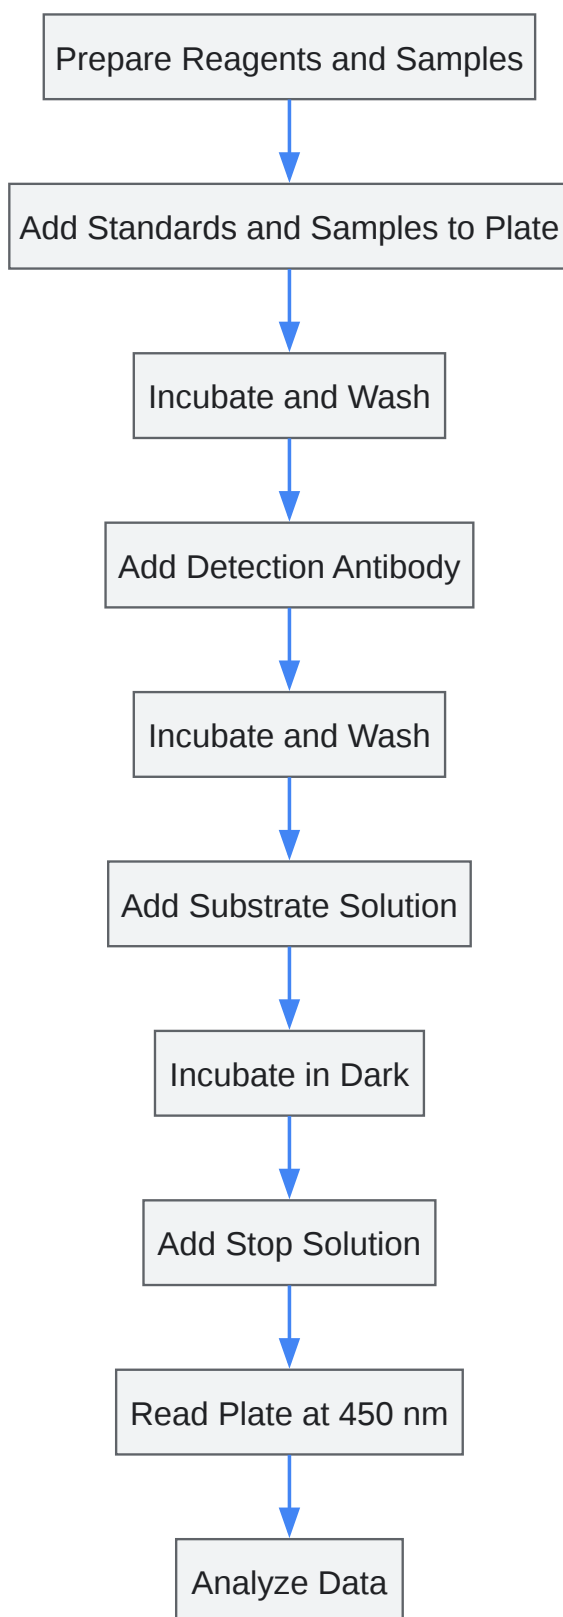 Prepare Reagents and Samples
Add Standards and Samples to Plate
Incubate and Wash
Add Detection Antibody
Incubate and Wash
Add Substrate Solution
Incubate in Dark
Add Stop Solution
Read Plate at 450 nm
Analyze Data